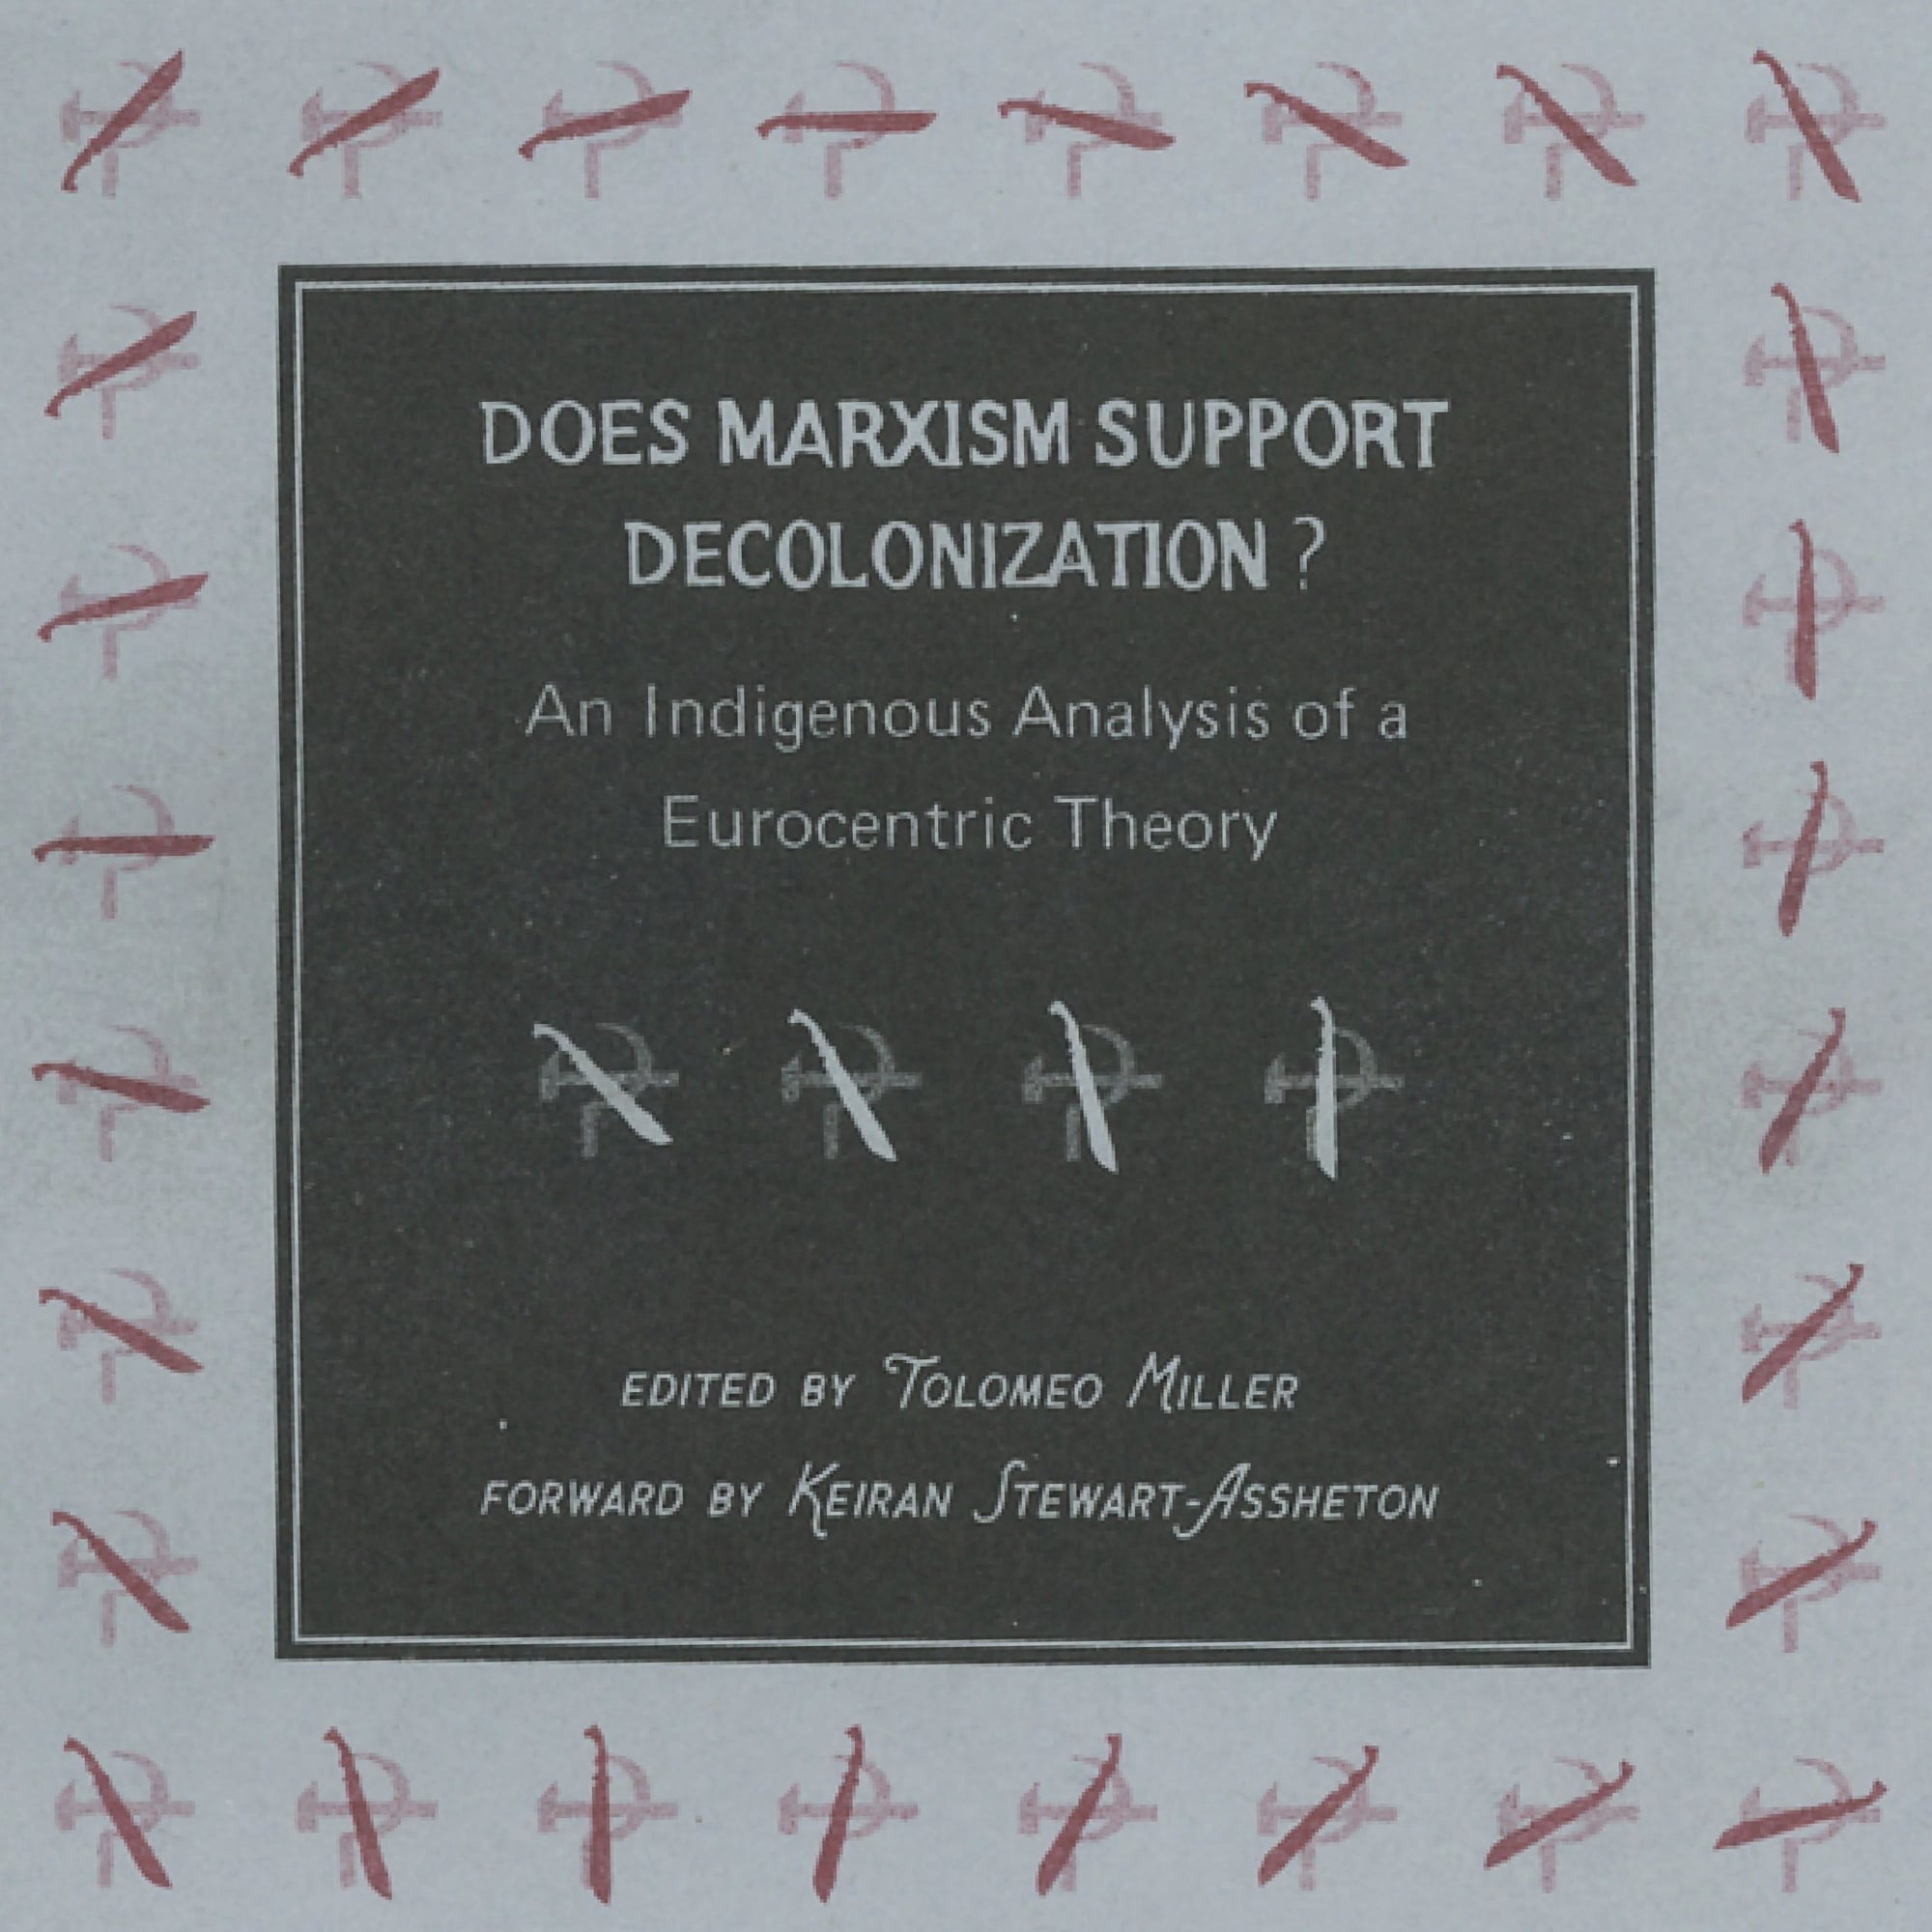 DOES MARXISM SUPPORT
DECOLONIZATION?
An Indigenous Analysis of a
Eurocentric Theory
EDITED BY TOLOMEO MILLER
FORWARD BY KEIRAN STEWART-ASSHETON